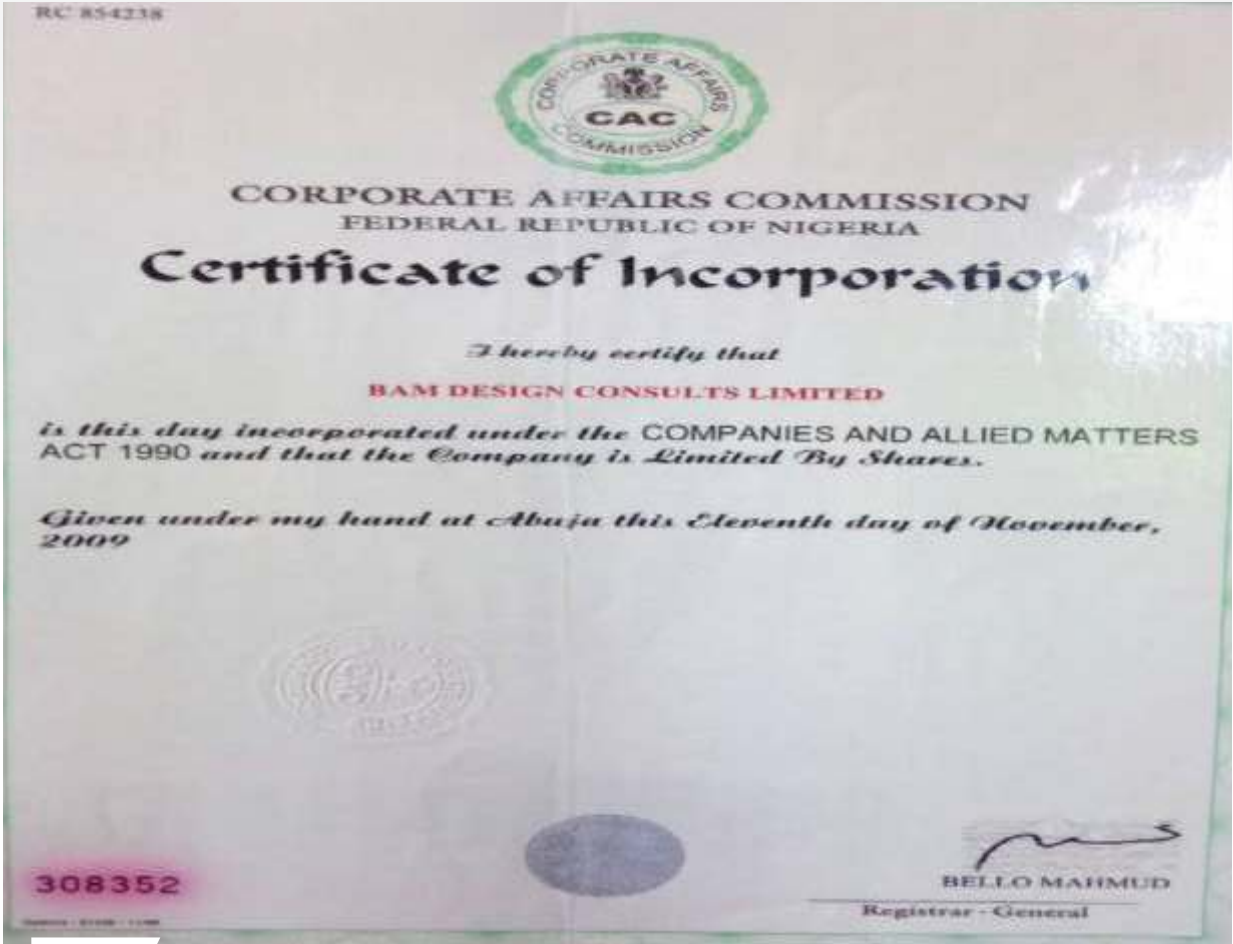 RC 854238
CORPORATE AFFAIRS
CAC
COMMISSION
CORPORATE AFFAIRS COMMISSION
FEDERAL REPUBLIC OF NIGERIA
Certificate of Incorporation
I hereby certify that
BAM DESIGN CONSULTS LIMITED
is this day incorporated under the COMPANIES AND ALLIED MATTERS
ACT 1990 and that the Company is Limited By Shares.
Given under my hand at Abuja this Eleventh day of November,
2009
308352
BELLO MAHMUD
Registrar - General